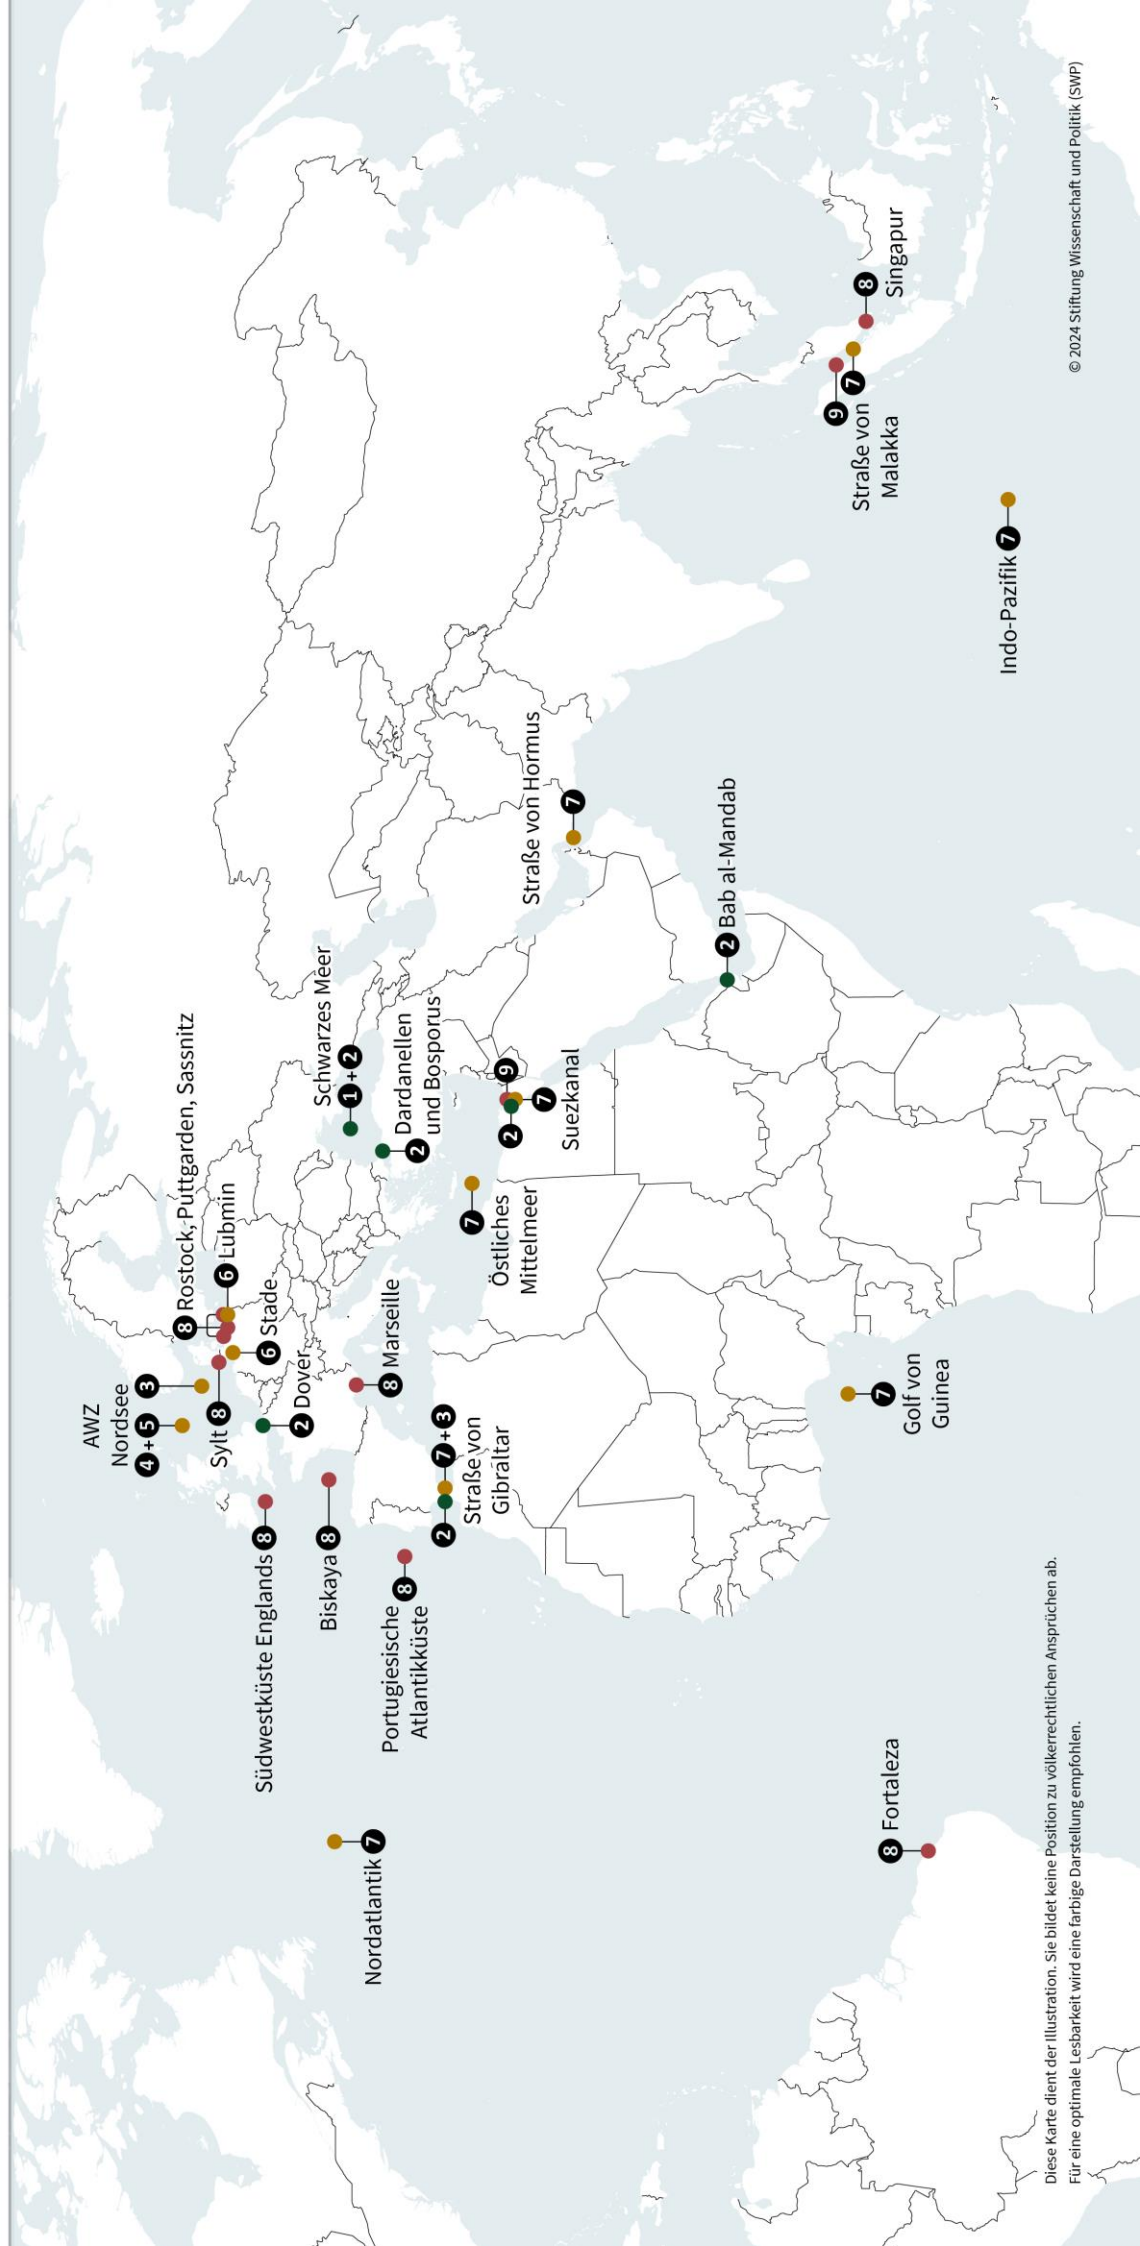 AWZ
Nordsee
4 + 5
3
8 Rostock, Puttgarden, Sassnitz
6 Lubmin
Sylt 8
6 Stade
2 Dover
Südwestküste Englands 8
Biskaya 8
8 Marseille
Portugiesische
Atlantikküste
8
2
7 + 3
Straße von
Gibraltar
Nordatlantik 7
Schwarzes Meer
1 + 2
Dardanellen
und Bosporus
2
7
Östliches
Mittelmeer
9
2
7
Suezkanal
Straße von Hormus
7
2 Bab al-Mandab
7
Golf von
Guinea
8 Fortaleza
9
7
Straße von
Malakka
8
Singapur
Indo-Pazifik 7
Diese Karte dient der Illustration. Sie bildet keine Position zu völkerrechtlichen Ansprüchen ab.
Für eine optimale Lesbarkeit wird eine farbige Darstellung empfohlen.
© 2024 Stiftung Wissenschaft und Politik (SWP)